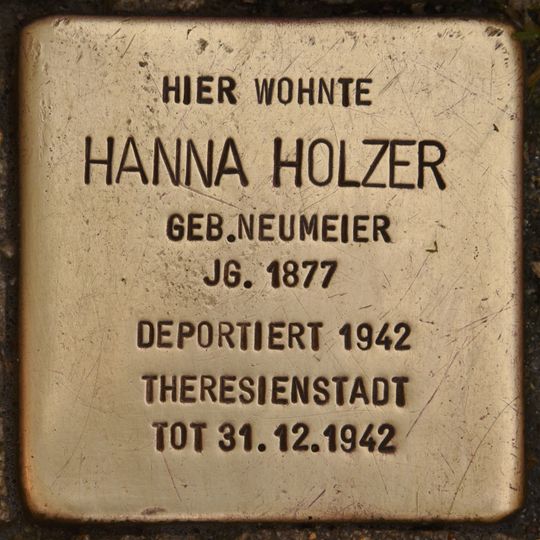 HIER WOHNTE
HANNA HOLZER
GEB.NEUMEIER
JG. 1877
DEPORTIERT 1942
THERESIENSTADT
TOT 31.12.1942